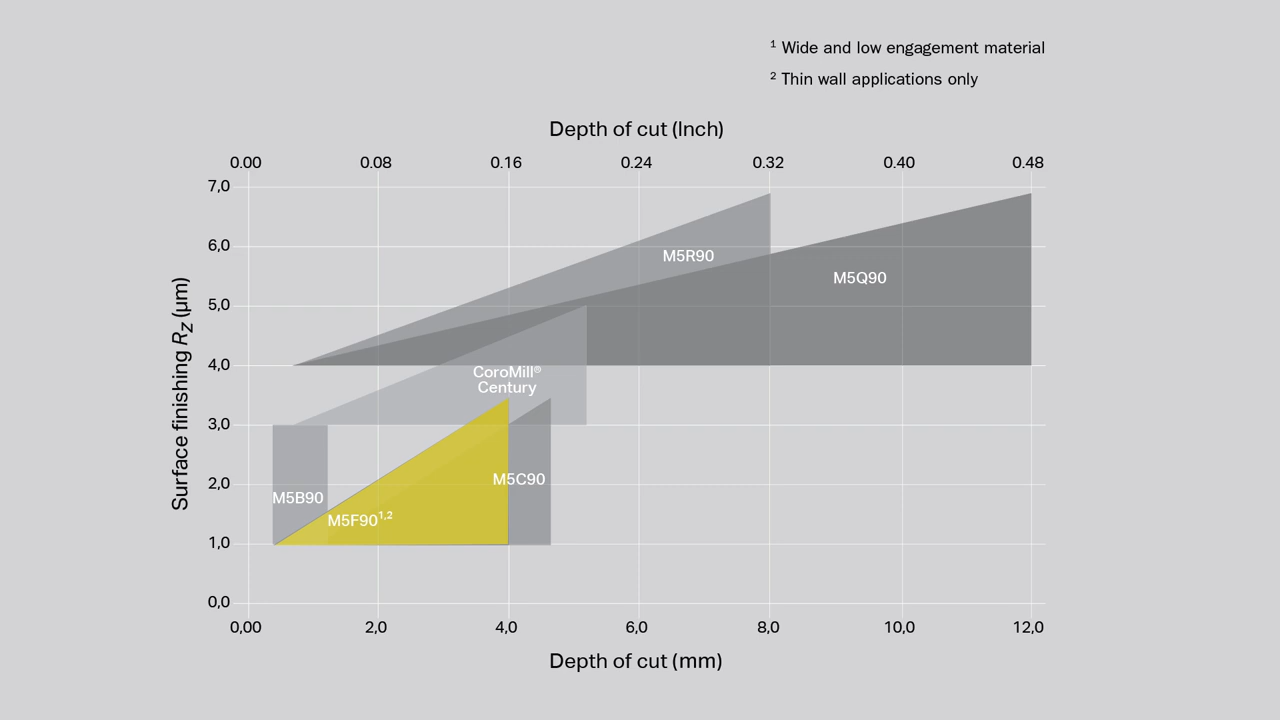 ¹ Wide and low engagement material
² Thin wall applications only
Depth of cut (Inch)
0.00 0.08 0.16 0.24 0.32 0.40 0.48
7,0
6,0
5,0
4,0
3,0
2,0
1,0
0,0
Surface finishing RZ (µm)
M5R90
M5Q90
CoroMill®
Century
M5C90
M5B90
M5F90¹,²
0,00 2,0 4,0 6,0 8,0 10,0 12,0
Depth of cut (mm)